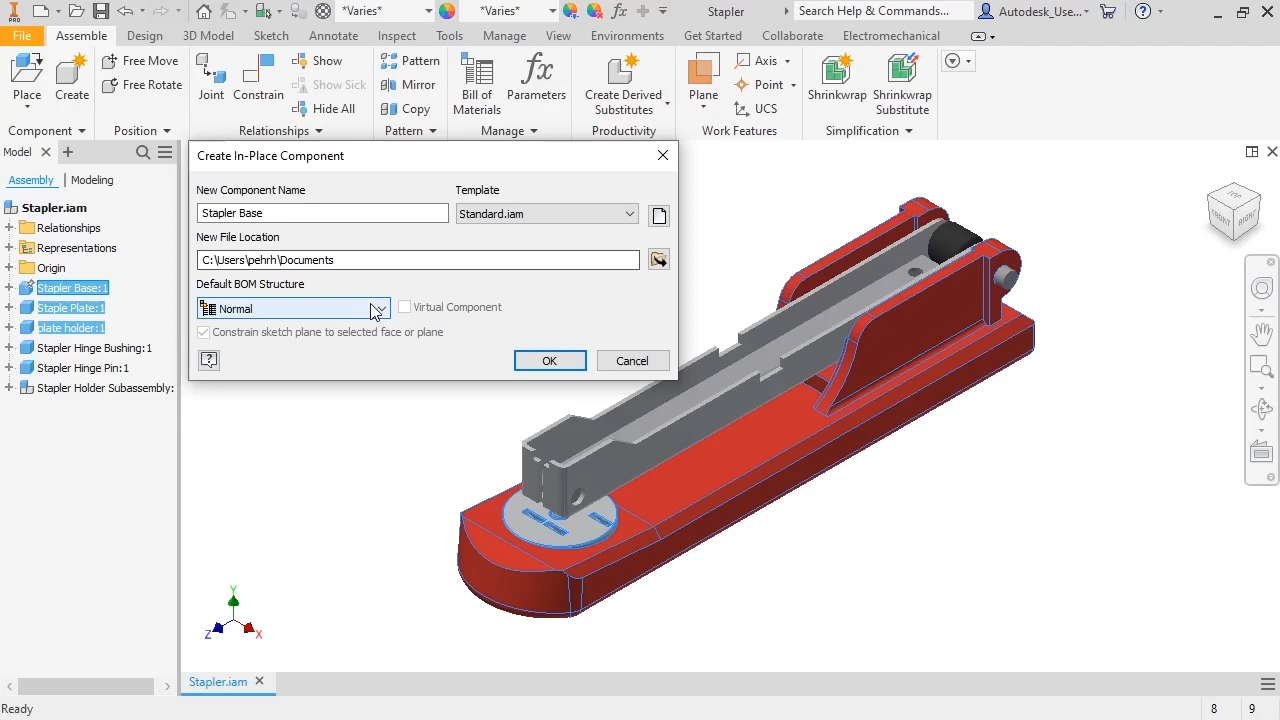 PRO
*Varies*
*Varies*
fx
Stapler
Search Help & Commands...
Autodesk_Use...
File
Assemble
Design
3D Model
Sketch
Annotate
Inspect
Tools
Manage
View
Environments
Get Started
Collaborate
Electromechanical
Place
Create
Free Move
Free Rotate
Joint
Constrain
Show
Show Sick
Hide All
Pattern
Mirror
Copy
Bill of
Materials
fx
Parameters
Create Derived
Substitutes
Plane
Axis
Point
UCS
Shrinkwrap
Shrinkwrap
Substitute
Component
Position
Relationships
Pattern
Manage
Productivity
Work Features
Simplification
Model
Assembly
Modeling
Stapler.iam
Relationships
Representations
Origin
Stapler Base:1
Staple Plate:1
plate holder:1
Stapler Hinge Bushing:1
Stapler Hinge Pin:1
Stapler Holder Subassembly:
Create In-Place Component
New Component Name
Template
Stapler Base
Standard.iam
New File Location
C:\Users\pehrh\Documents
Default BOM Structure
Normal
Virtual Component
Constrain sketch plane to selected face or plane
OK
Cancel
TOP
FRONT
RIGHT
Y
Z
X
Stapler.iam
Ready
8
9